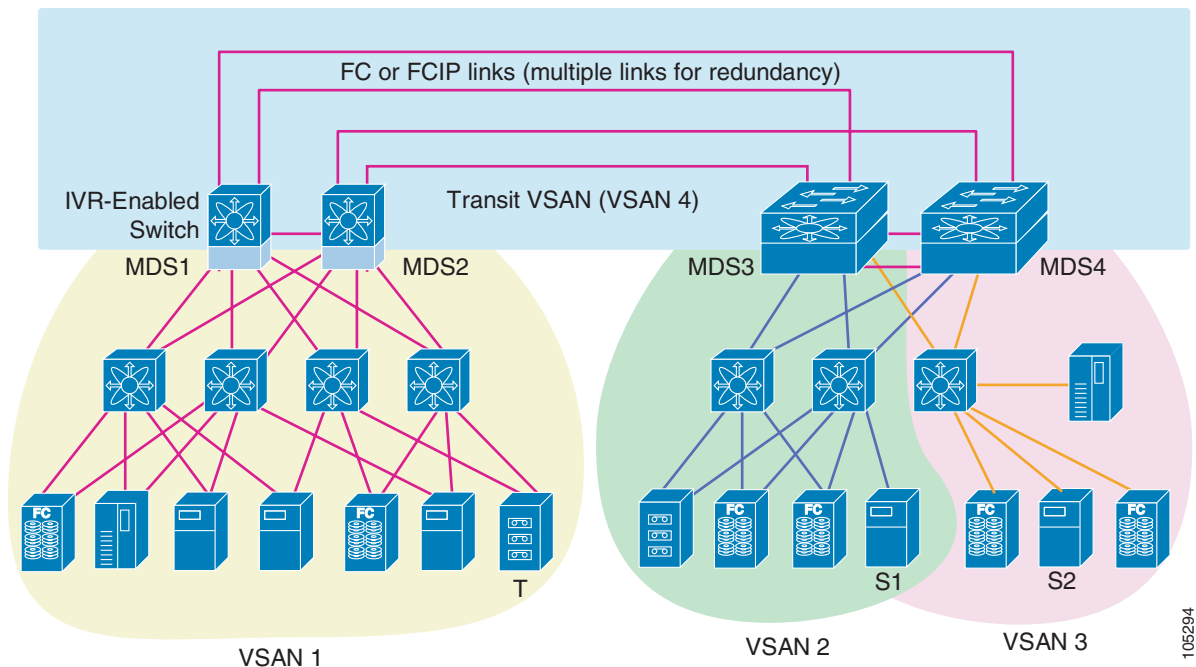 FC or FCIP links (multiple links for redundancy)
IVR-Enabled
Switch
Transit VSAN (VSAN 4)
MDS1
MDS2
MDS3
MDS4
FC
FC
FC
FC
FC
FC
T
S1
S2
VSAN 1
VSAN 2
VSAN 3
105294